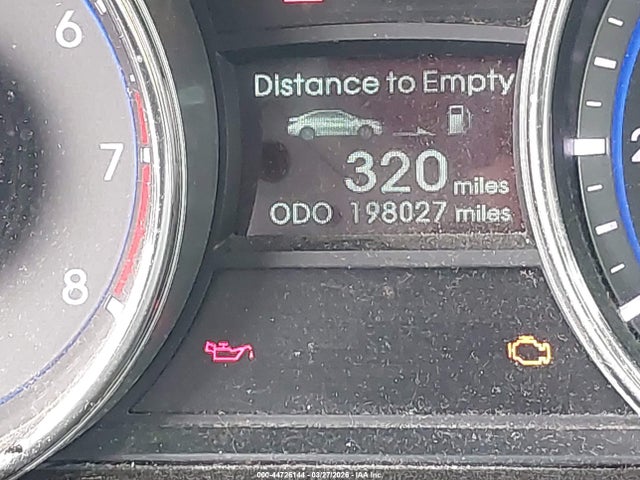 6
Distance to Empty
7
320 miles
ODO 198027 miles
8
000-44726144 - 03/27/2026 - IAA Inc